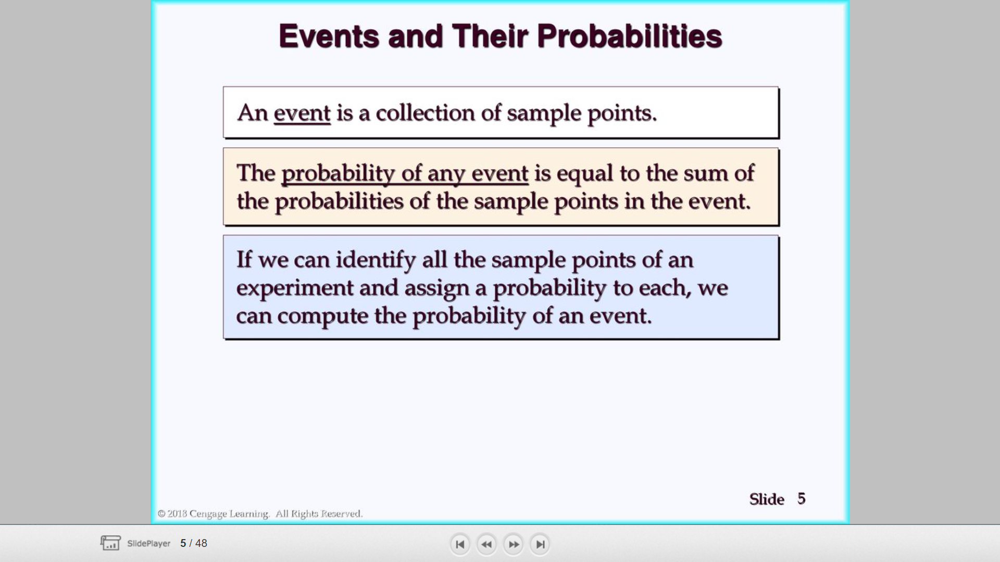 Events and Their Probabilities
An event is a collection of sample points.
The probability of any event is equal to the sum of
the probabilities of the sample points in the event.
If we can identify all the sample points of an
experiment and assign a probability to each, we
can compute the probability of an event.
Slide 5
© 2018 Cengage Learning. All Rights Reserved.
SlidePlayer 5 / 48